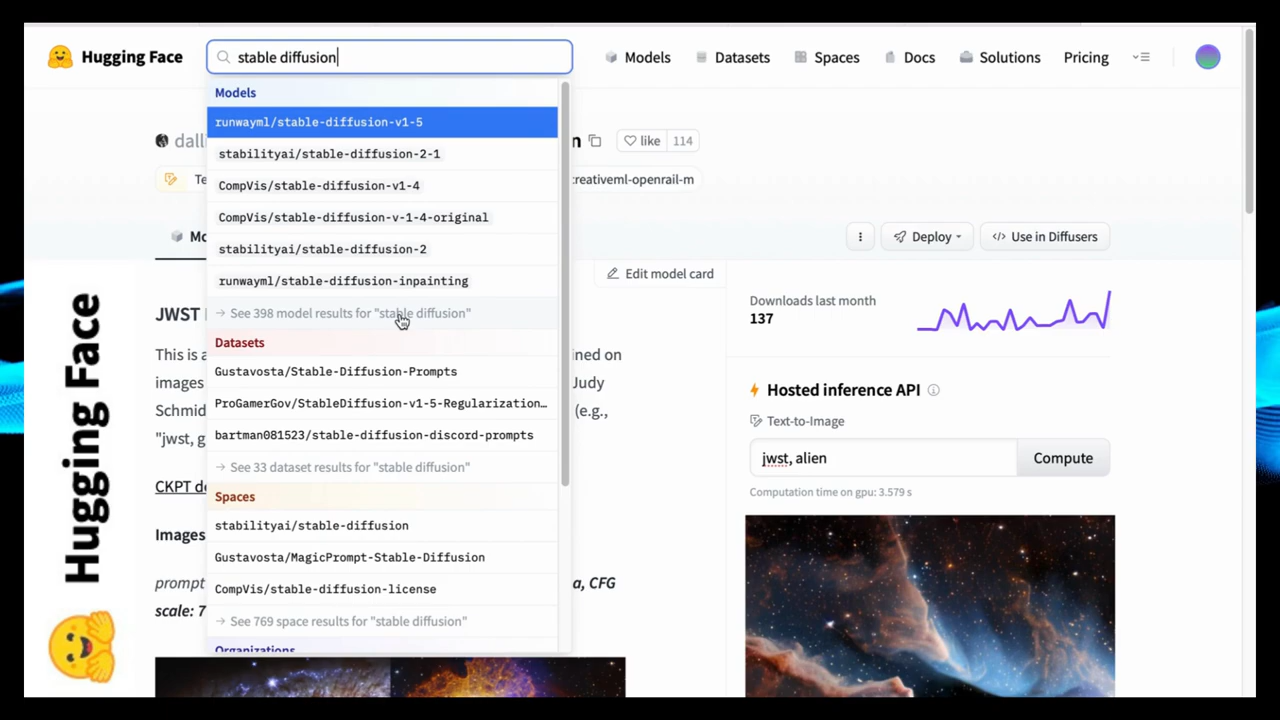 Hugging Face
stable diffusion
Models
Datasets
Spaces
Docs
Solutions
Pricing
Models
runwayml/stable-diffusion-v1-5
stabilityai/stable-diffusion-2-1
CompVis/stable-diffusion-v1-4
CompVis/stable-diffusion-v-1-4-original
stabilityai/stable-diffusion-2
runwayml/stable-diffusion-inpainting
→ See 398 model results for "stable diffusion"
Datasets
Gustavosta/Stable-Diffusion-Prompts
ProGamerGov/StableDiffusion-v1-5-Regularization…
bartman081523/stable-diffusion-discord-prompts
→ See 33 dataset results for "stable diffusion"
Spaces
stabilityai/stable-diffusion
Gustavosta/MagicPrompt-Stable-Diffusion
CompVis/stable-diffusion-license
→ See 769 space results for "stable diffusion"
Organizations
dall
n
like 114
Te
creativeml-openrail-m
Mo
Deploy
</> Use in Diffusers
Edit model card
JWST
This is a
ined on
images
Judy
Schmid
(e.g.,
"jwst, g
CKPT do
Images
prompt
a, CFG
scale: 7
Downloads last month
137
Hosted inference API
Text-to-Image
jwst, alien
Compute
Computation time on gpu: 3.579 s
Hugging Face